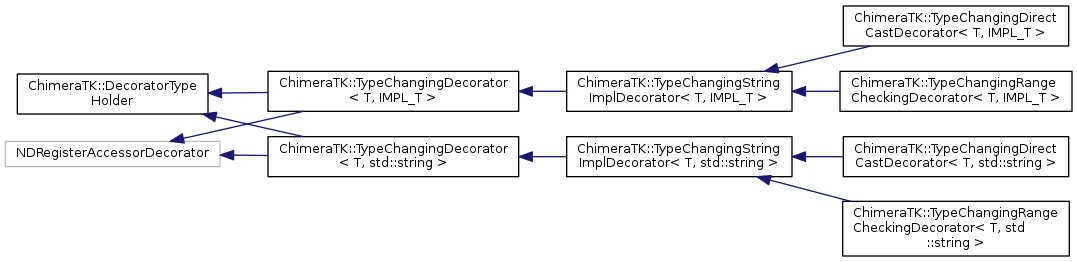 ChimeraTK::DecoratorType
Holder
NDRegisterAccessorDecorator
ChimeraTK::TypeChangingDecorator
< T, IMPL_T >
ChimeraTK::TypeChangingDecorator
< T, std::string >
ChimeraTK::TypeChangingString
ImplDecorator< T, IMPL_T >
ChimeraTK::TypeChangingString
ImplDecorator< T, std::string >
ChimeraTK::TypeChangingDirect
CastDecorator< T, IMPL_T >
ChimeraTK::TypeChangingRange
CheckingDecorator< T, IMPL_T >
ChimeraTK::TypeChangingDirect
CastDecorator< T, std::string >
ChimeraTK::TypeChangingRange
CheckingDecorator< T, std
::string >